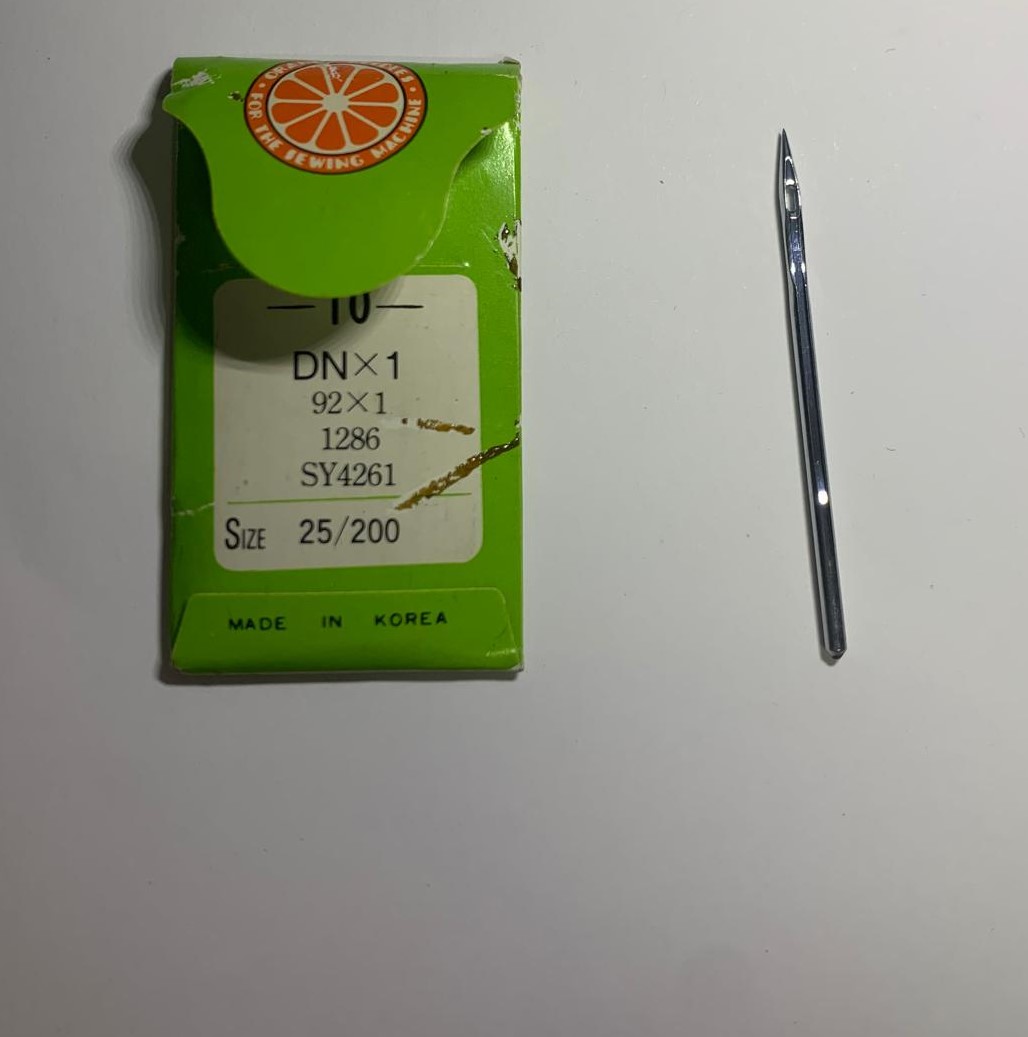 FOR THE SEWING MACHINE
— 10 —
DN×1
92×1
1286
SY4261
SIZE 25/200
MADE IN KOREA